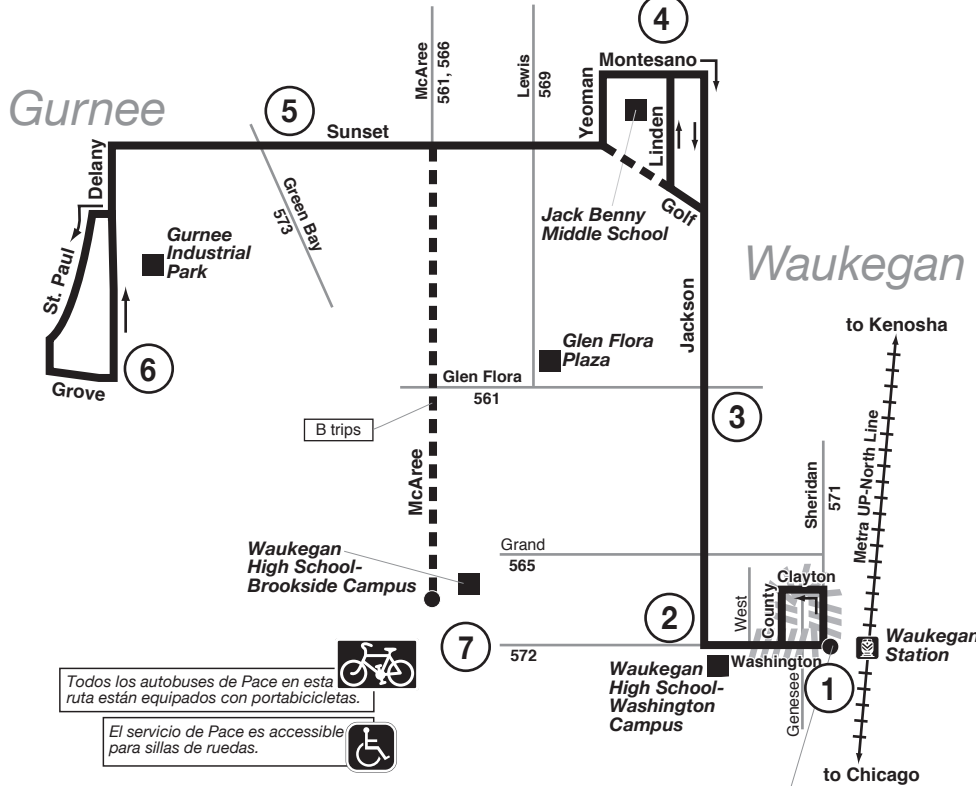 4
Montesano
McAree
561, 566
Lewis
569
Yeoman
Linden
Gurnee
5
Sunset
Delany
Green Bay
573
Golf
Jack Benny
Middle School
Gurnee
Industrial
Park
St. Paul
Waukegan
Jackson
to Kenosha
Glen Flora
Plaza
6
Grove
Glen Flora
561
3
B trips
McAree
Sheridan
571
Metra UP-North Line
Grand
565
Waukegan
High School-
Brookside Campus
Clayton
County
West
2
7
572
Washington
Waukegan
Station
Waukegan
High School-
Washington
Campus
1
Genesee
Todos los autobuses de Pace en esta
ruta están equipados con portabicicletas.
El servicio de Pace es accessible
para sillas de ruedas.
to Chicago